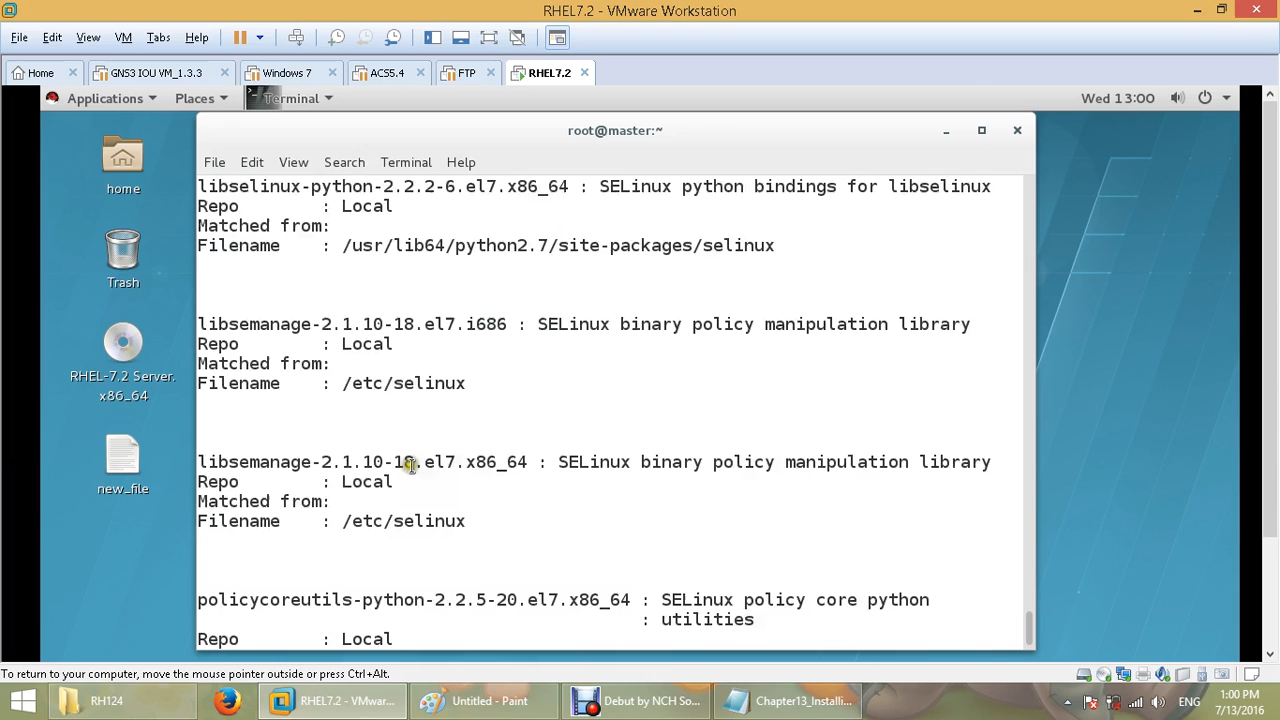 RHEL7.2 - VMware Workstation
File Edit View VM Tabs Help
Home GNS3 IOU VM_1.3.3 Windows 7 ACS5.4 FTP RHEL7.2
Applications Places Terminal Wed 13:00
root@master:~
File Edit View Search Terminal Help
home
Trash
RHEL-7.2 Server.
x86_64
new_file
libselinux-python-2.2.2-6.el7.x86_64 : SELinux python bindings for libselinux
Repo : Local
Matched from:
Filename : /usr/lib64/python2.7/site-packages/selinux
libsemanage-2.1.10-18.el7.i686 : SELinux binary policy manipulation library
Repo : Local
Matched from:
Filename : /etc/selinux
libsemanage-2.1.10-18.el7.x86_64 : SELinux binary policy manipulation library
Repo : Local
Matched from:
Filename : /etc/selinux
policycoreutils-python-2.2.5-20.el7.x86_64 : SELinux policy core python
: utilities
Repo : Local
To return to your computer, move the mouse pointer outside or press Ctrl+Alt.
RH124 RHEL7.2 - VMwar... Untitled - Paint Debut by NCH So... Chapter13_Installi... ENG 1:00 PM
7/13/2016